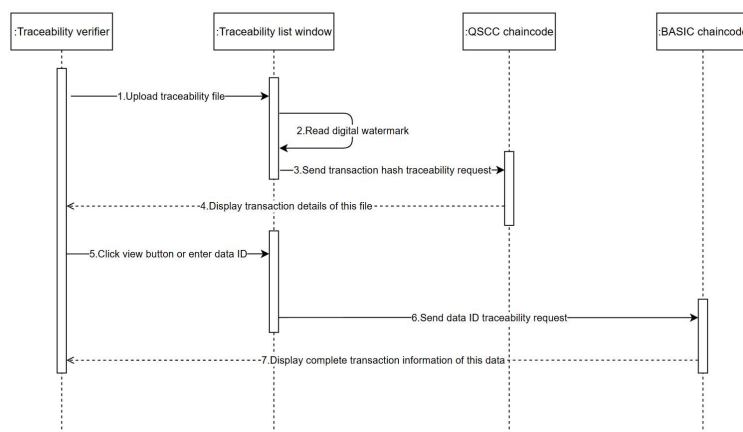 :Traceability verifier
:Traceability list window
:QSCC chaincode
:BASIC chaincode
1.Upload traceability file
2.Read digital watermark
3.Send transaction hash traceability request
4.Display transaction details of this file
5.Click view button or enter data ID
6.Send data ID traceability request
7.Display complete transaction information of this data